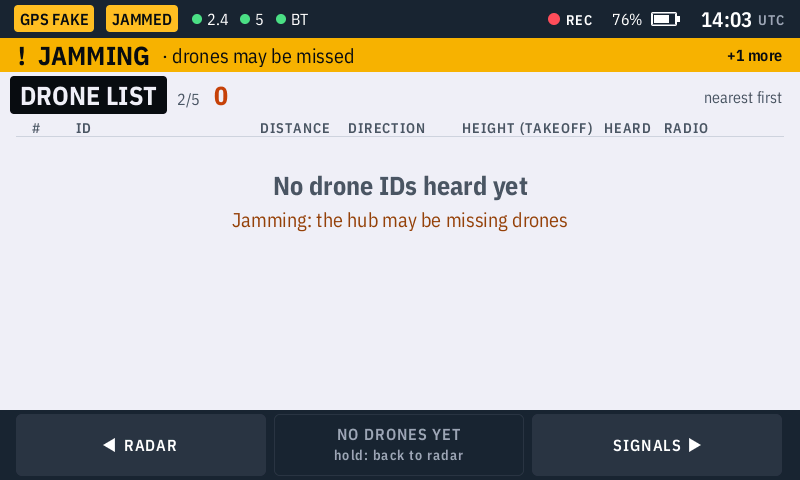 GPS FAKE JAMMED 2.4 5 BT REC 76% 14:03 UTC
! JAMMING · drones may be missed +1 more
DRONE LIST 2/5 0 nearest first
# ID DISTANCE DIRECTION HEIGHT (TAKEOFF) HEARD RADIO
No drone IDs heard yet
Jamming: the hub may be missing drones
◀ RADAR
NO DRONES YET
hold: back to radar
SIGNALS ▶